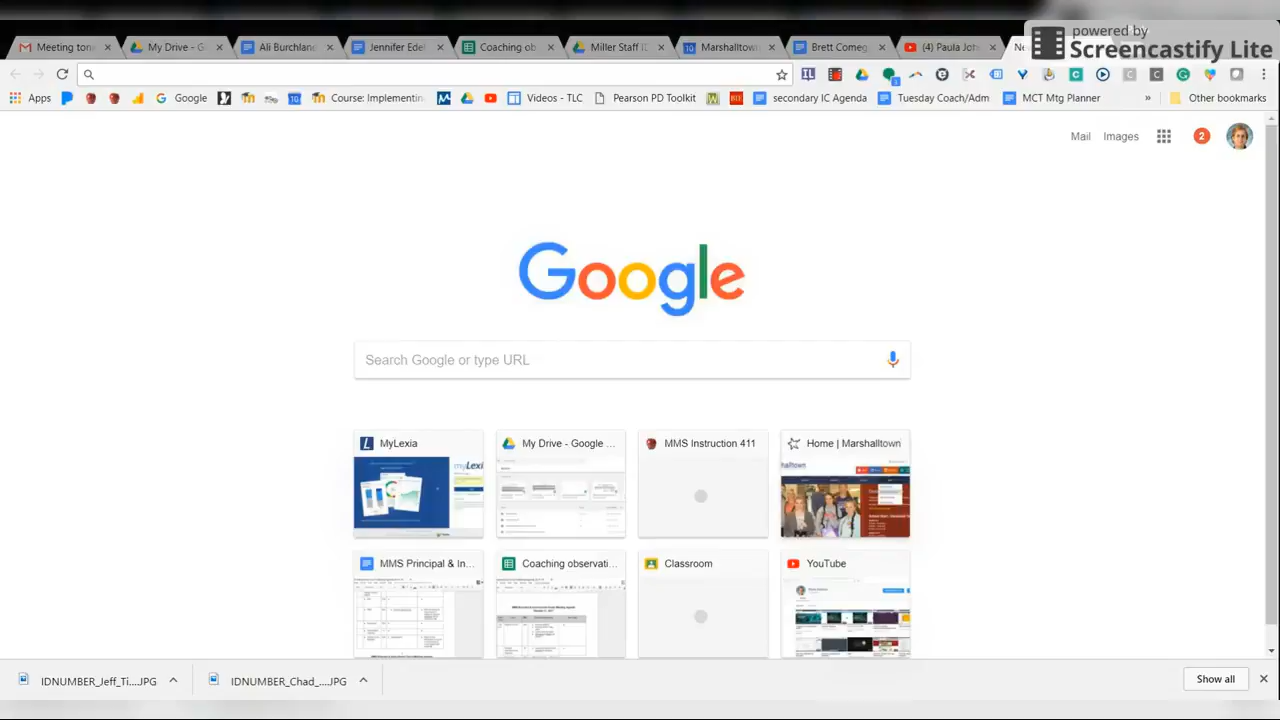 powered by
Screencastify Lite
Meeting tom
My Drive - G
Ali Burchland
Jennifer Edel
Coaching ob
Miller Staff ID
Marshalltown
Brett Comeg
(4) Paula Joh
Apps
Google
Course: Implementin
Videos - TLC
Pearson PD Toolkit
secondary IC Agenda
Tuesday Coach/Adm
MCT Mtg Planner
»
Other bookmarks
Mail
Images
2
Google
Search Google or type URL
MyLexia
My Drive - Google ...
MMS Instruction 411
Home | Marshalltown
MMS Principal & In...
Coaching observati...
Classroom
YouTube
IDNUMBER_Jeff_Ti....JPG
IDNUMBER_Chad_....JPG
Show all